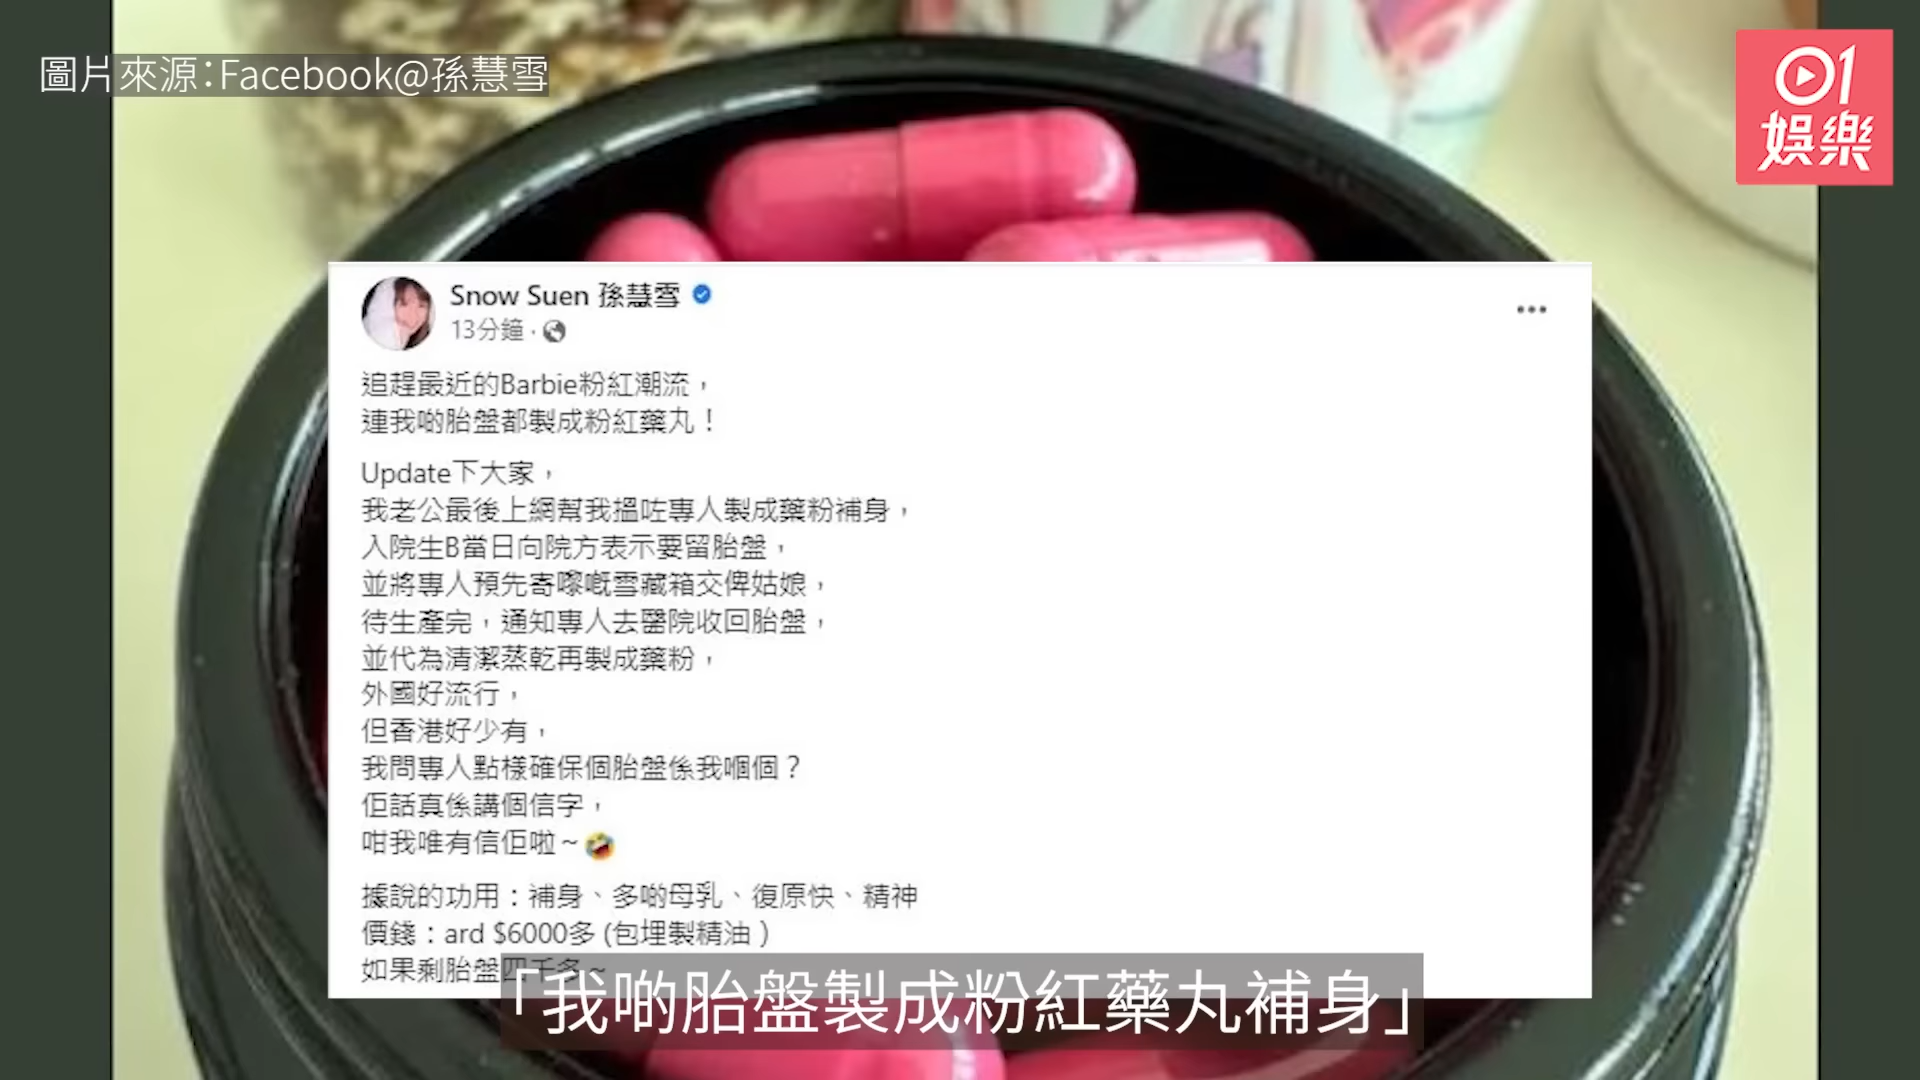 圖片來源：Facebook@孫慧雪
01
娛樂
Snow Suen 孫慧雪
13分鐘 ·
追趕最近的Barbie粉紅潮流，
連我啲胎盤都製成粉紅藥丸！
Update下大家，
我老公最後上網幫我搵咗專人製成藥粉補身，
入院生B當日向院方表示要留胎盤，
並將專人預先寄嚟嘅雪藏箱交俾姑娘，
待生產完，通知專人去醫院收回胎盤，
並代為清潔蒸乾再製成藥粉，
外國好流行，
但香港好少有，
我問專人點樣確保個胎盤係我嗰個？
佢話真係講個信字，
咁我唯有信佢啦～🤣
據說的功用：補身、多啲母乳、復原快、精神
價錢：ard $6000多 (包埋製精油 )
如果剩胎盤四千多~
「我啲胎盤製成粉紅藥丸補身」